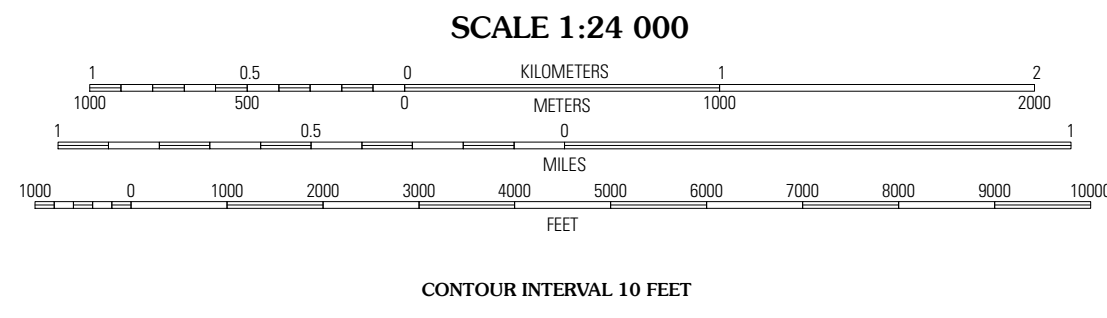 SCALE 1:24 000
1 0.5 0 KILOMETERS 1 2
1000 500 0 METERS 1000 2000
1 0.5 0 1
MILES
1000 0 1000 2000 3000 4000 5000 6000 7000 8000 9000 10000
FEET
CONTOUR INTERVAL 10 FEET